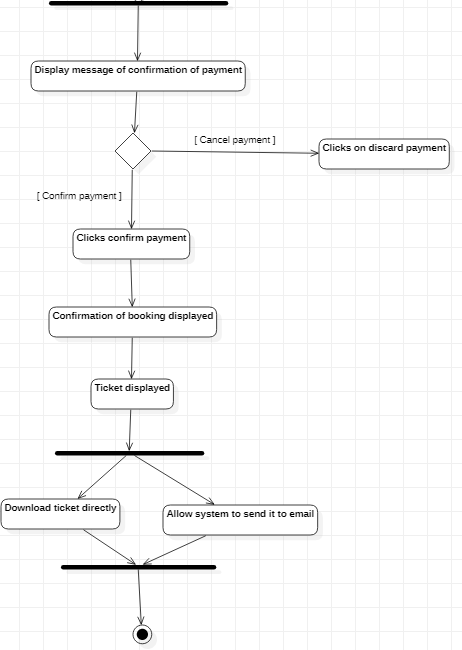 Display message of confirmation of payment
[ Cancel payment ]
Clicks on discard payment
[ Confirm payment ]
Clicks confirm payment
Confirmation of booking displayed
Ticket displayed
Download ticket directly
Allow system to send it to email